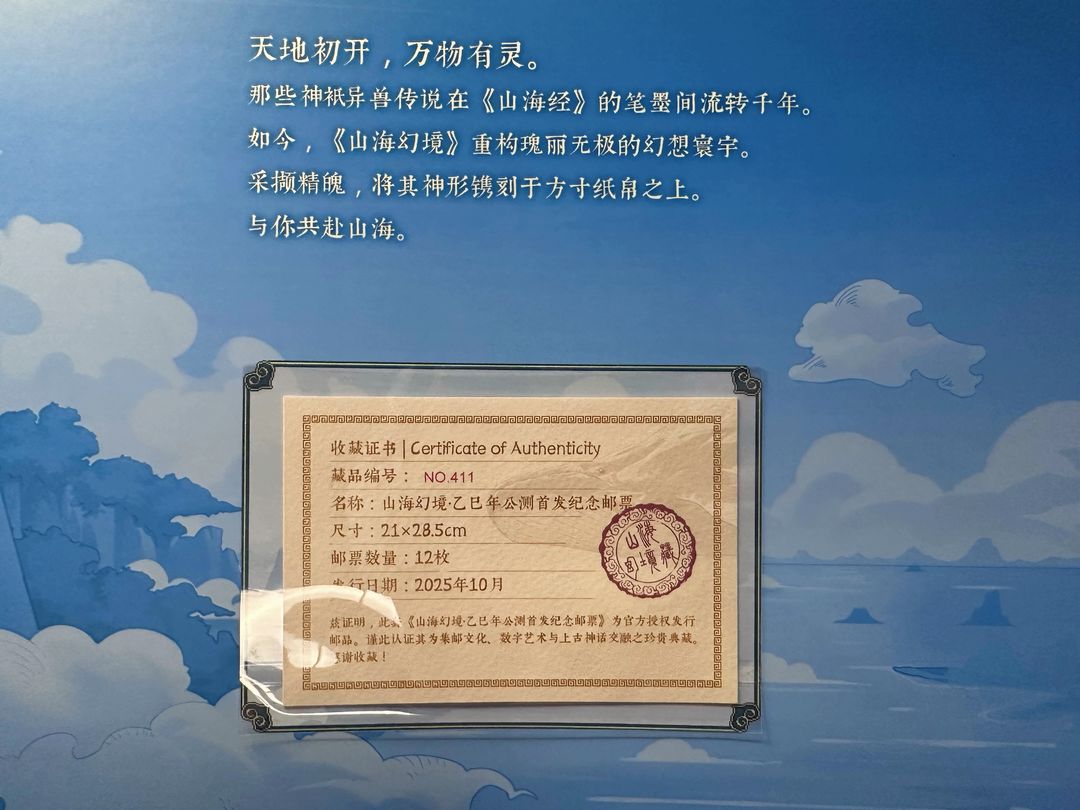 天地初开，万物有灵。
那些神祇异兽传说在《山海经》的笔墨间流转千年。
如今，《山海幻境》重构瑰丽无极的幻想寰宇。
采撷精魄，将其神形镌刻于方寸纸帛之上。
与你共赴山海。
收藏证书 | Certificate of Authenticity
藏品编号： NO.411
名称：山海幻境·乙巳年公测首发纪念邮票
尺寸：21×28.5cm
邮票数量：12枚
发行日期：2025年10月
兹证明，此《山海幻境·乙巳年公测首发纪念邮票》为官方授权发行
邮品。谨此认证其为集邮文化、数字艺术与上古神话交融之珍贵典藏。
感谢收藏！
山海
境藏